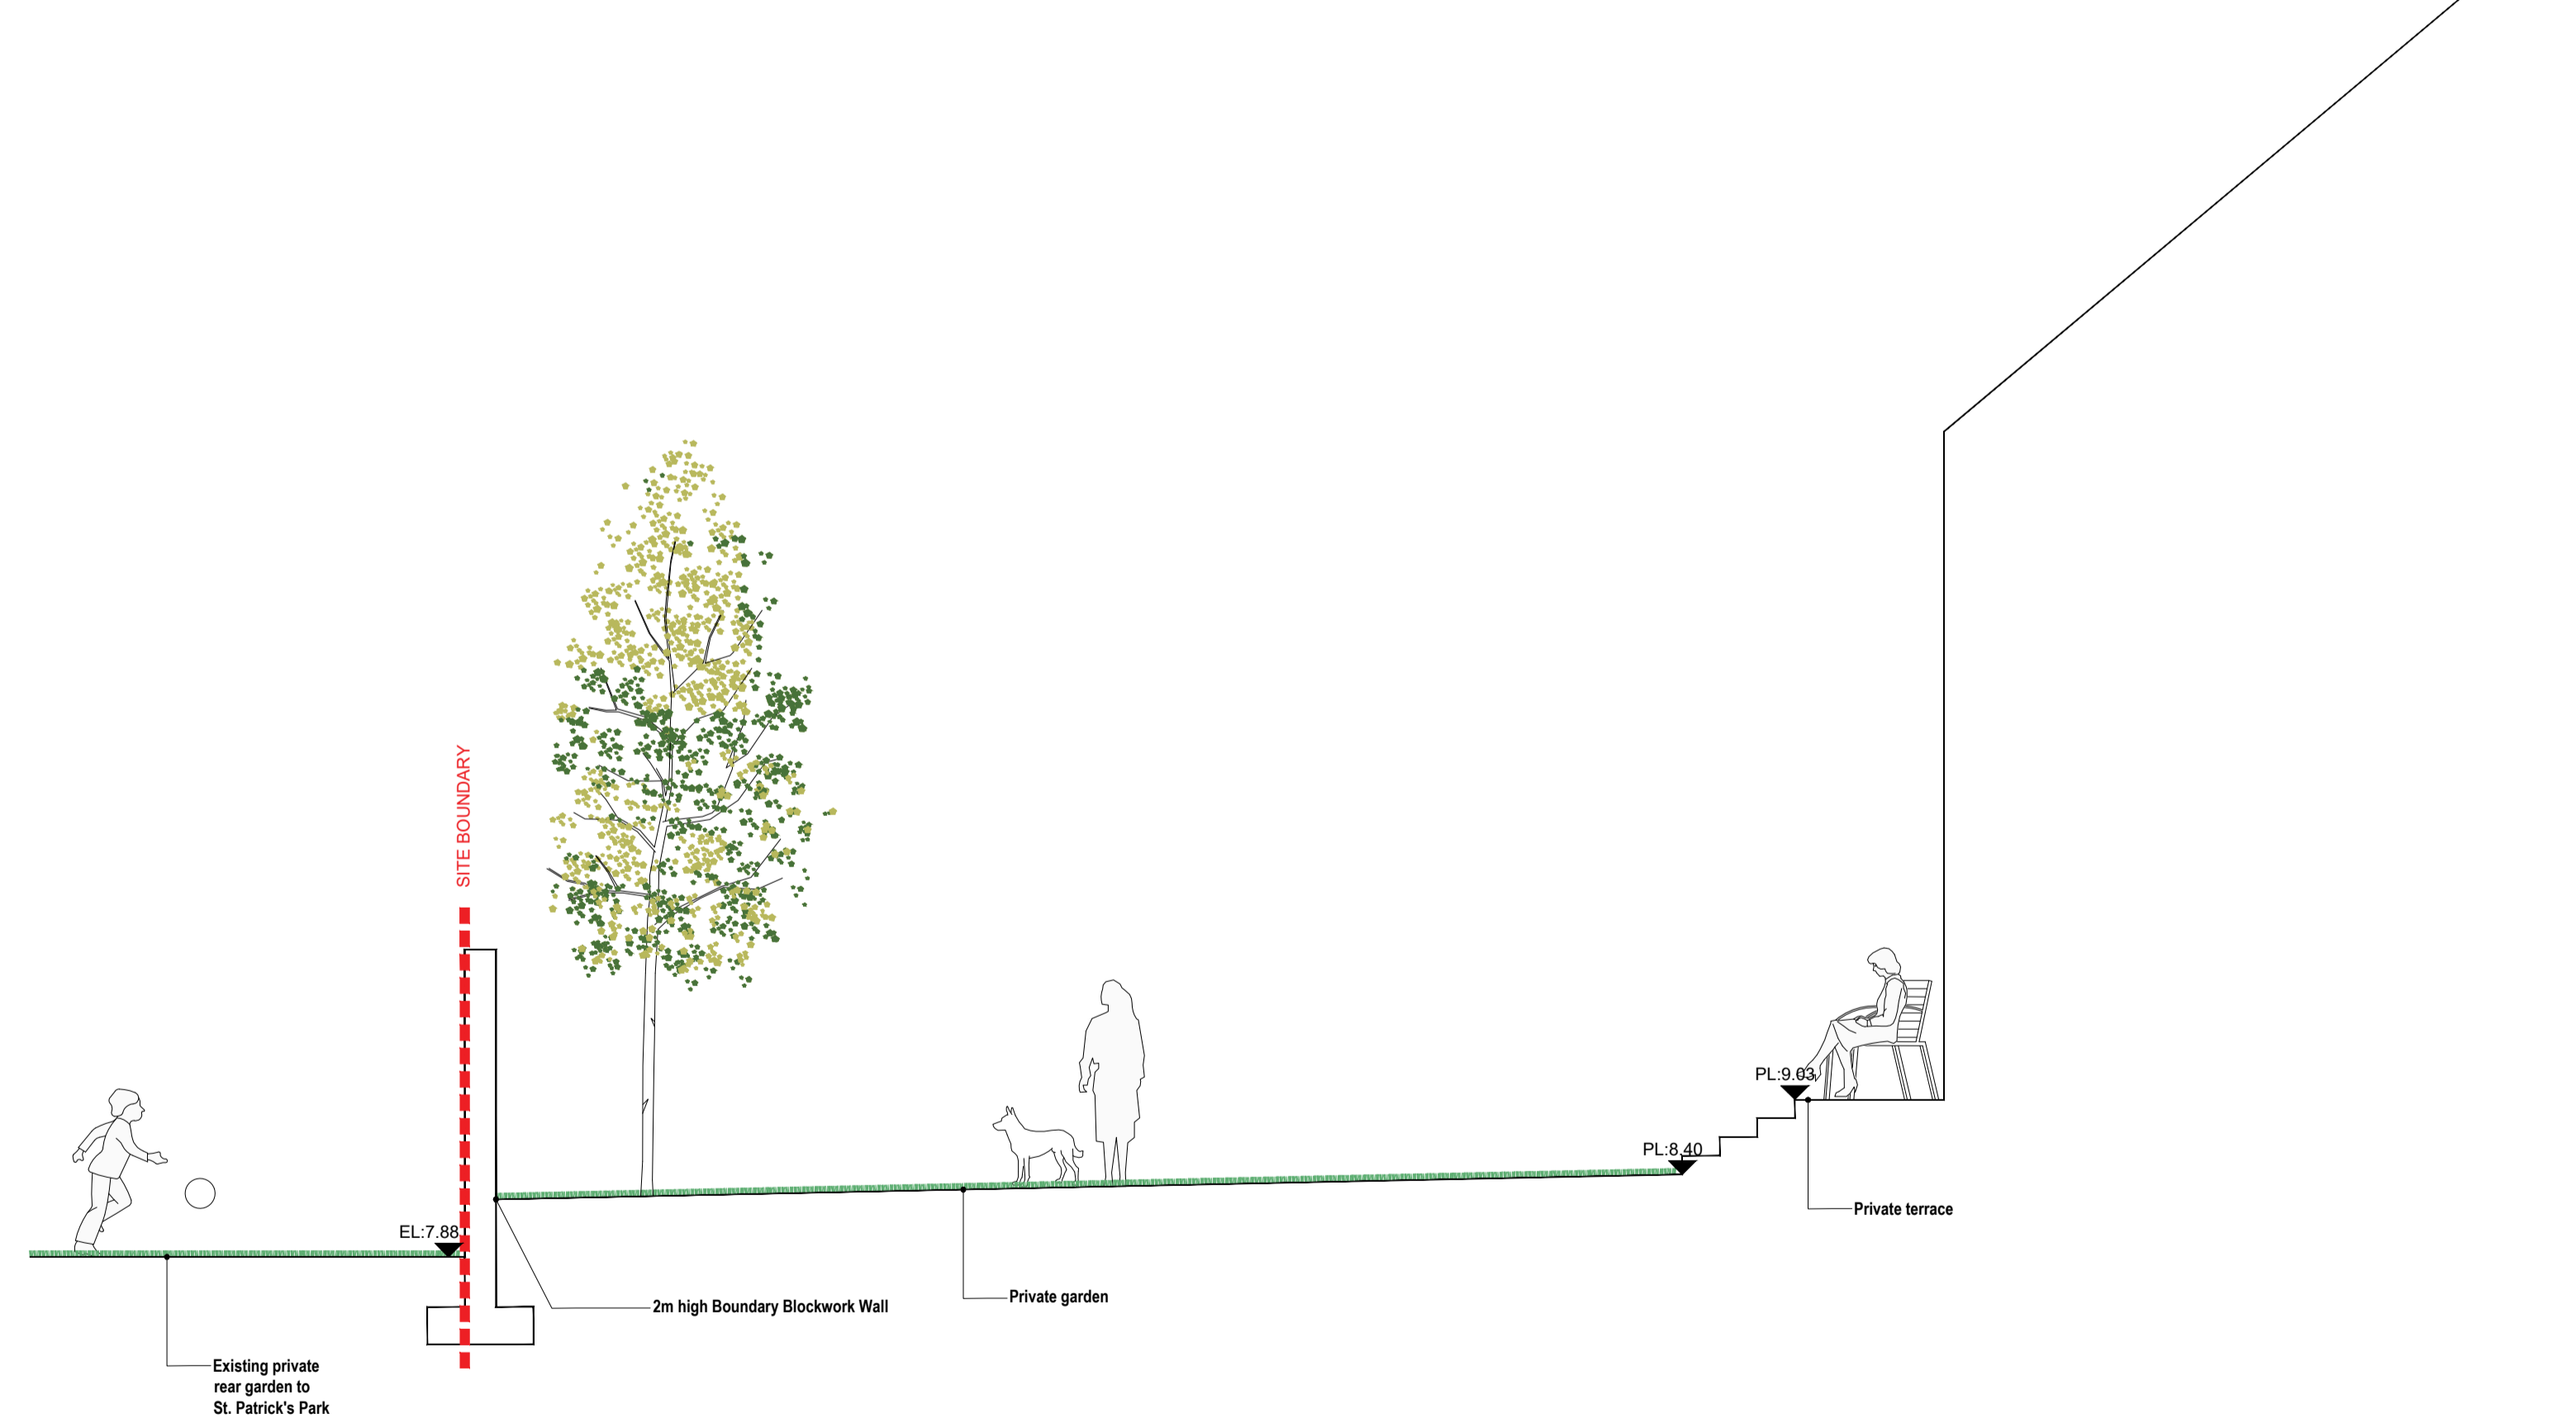 SITE BOUNDARY
PL:9.03
PL:8.40
Private terrace
EL:7.88
Private garden
2m high Boundary Blockwork Wall
Existing private
rear garden to
St. Patrick's Park